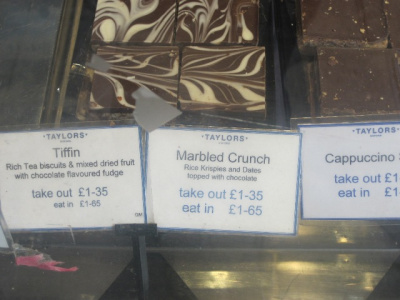 TAYLORS
Tiffin
Rich Tea biscuits & mixed dried fruit
with chocolate flavoured fudge
take out £1-35
eat in £1-65
TAYLORS
Marbled Crunch
Rice Krispies and Dates
topped with chocolate
take out £1-35
eat in £1-65
TAYLORS
Cappuccino
take out £1
eat in £1